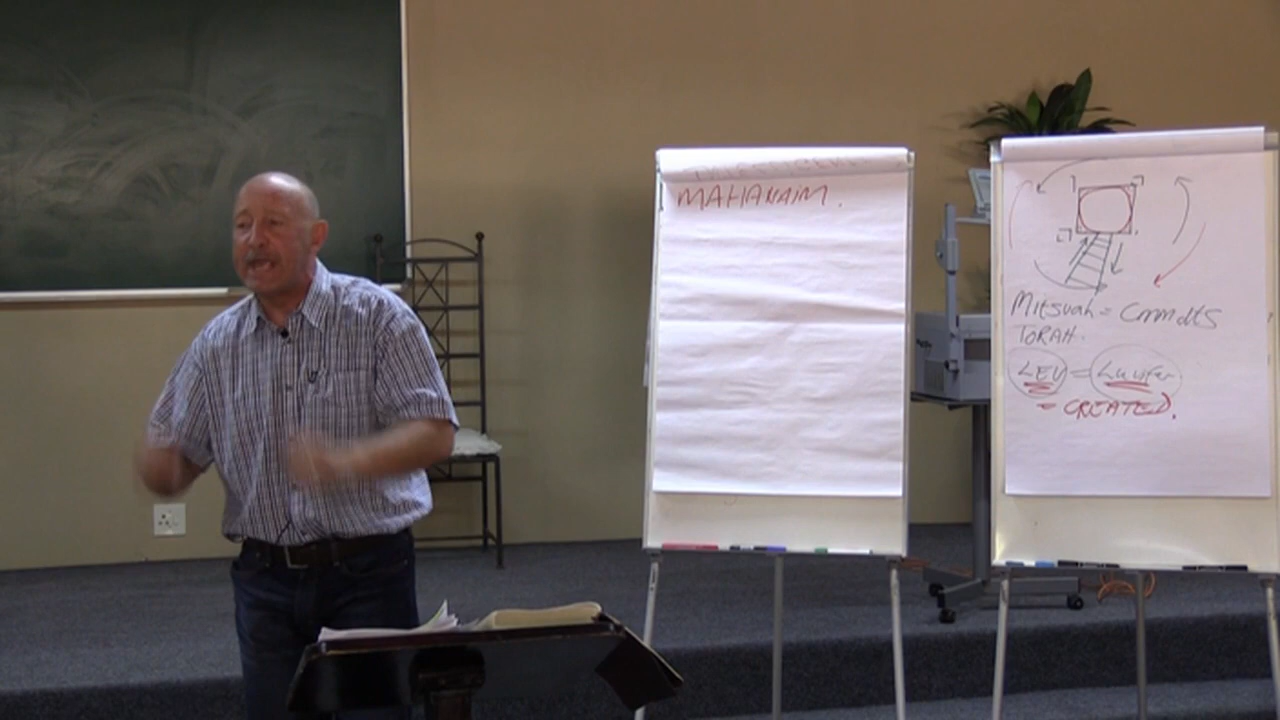 MAHANAIM.
Mitsvah = Cmmdts
TORAH.
LEV = Lucifer
= CREATED.